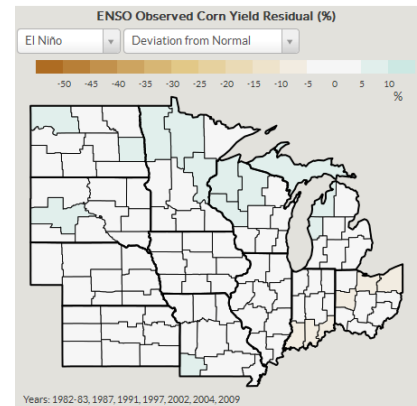 ENSO Observed Corn Yield Residual (%)
El Niño Deviation from Normal
-50 -45 -40 -35 -30 -25 -20 -15 -10 -5 0 5 10
%
Years: 1982-83, 1987, 1991, 1997, 2002, 2004, 2009